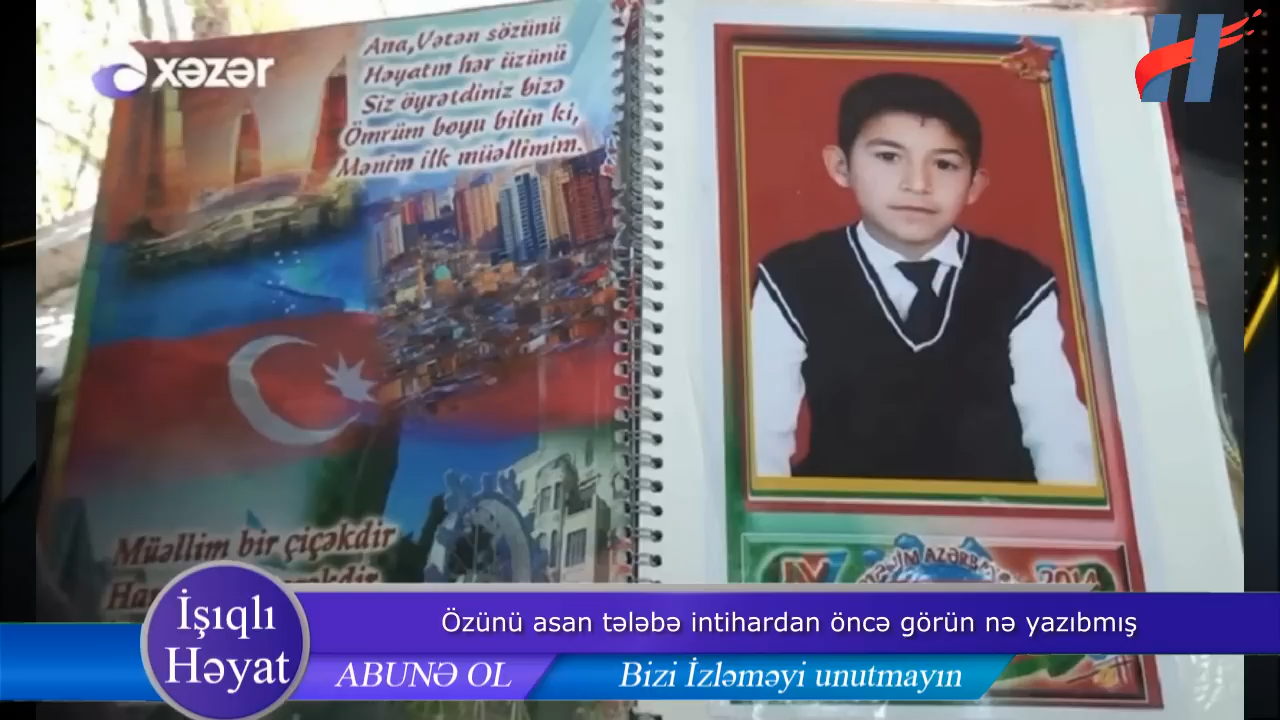 xəzər
H
Ana,Vətən sözünü
Həyatın hər üzünü
Siz öyrətdiniz bizə
Ömrüm boyu bilin ki,
Mənim ilk müəllimim.
Müəllim bir çiçəkdir
IV
2014
Özünü asan tələbə intihardan öncə görün nə yazıbmış
İşıqlı
Həyat
ABUNƏ OL
Bizi İzləməyi unutmayın